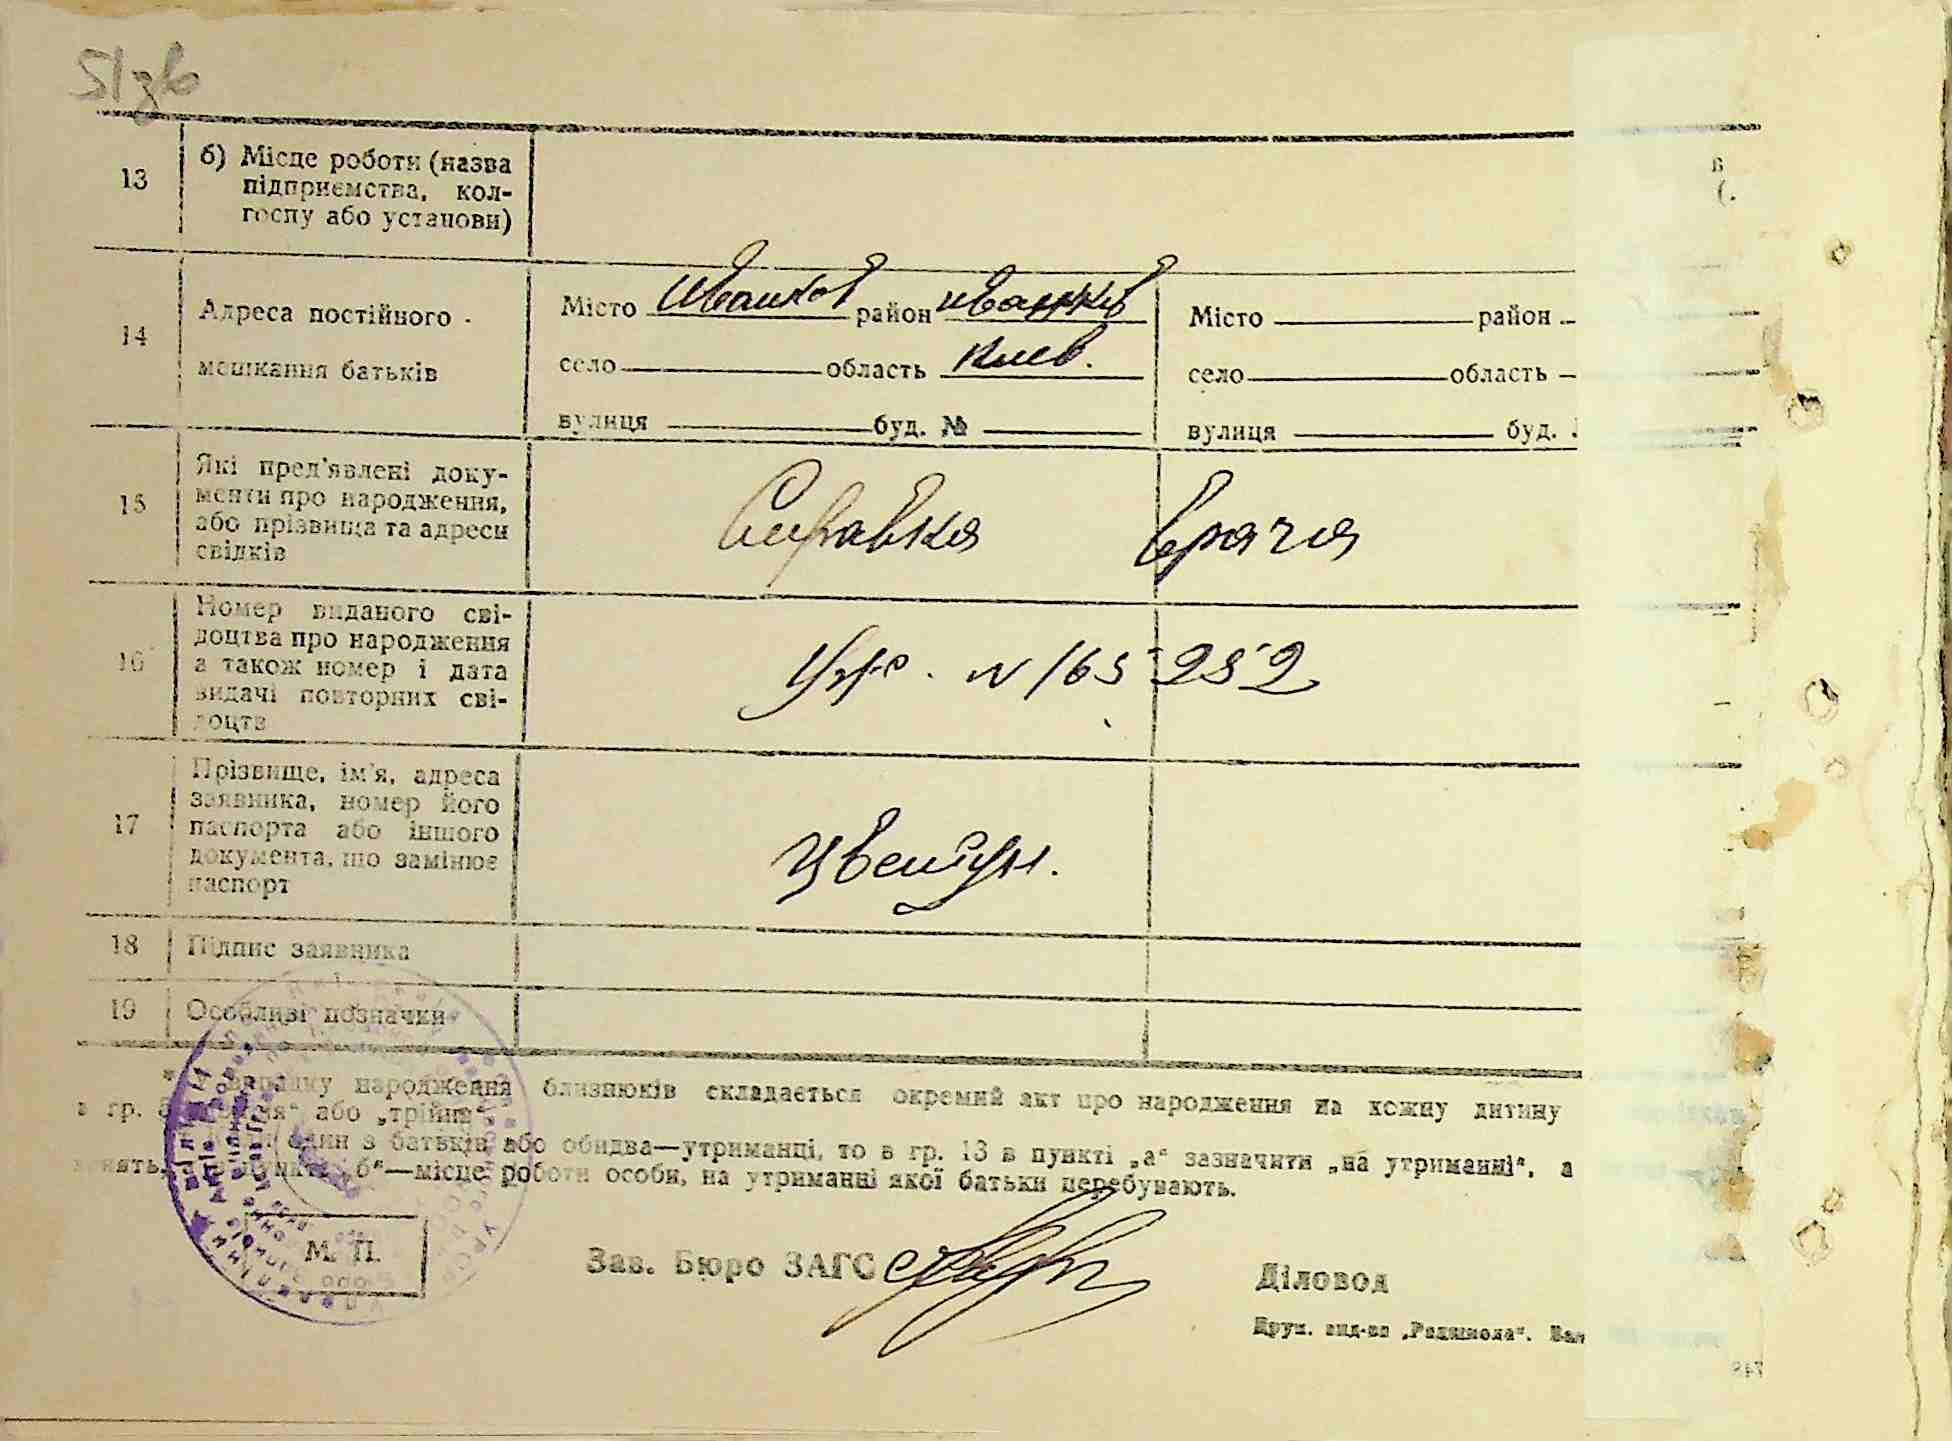 51зв
13 б) Місце роботи (назва
підприємства, кол-
госпу або установи)
14 Адреса постійного
мешкання батьків
Місто Иванков район иванков
село область Киев.
вулиця буд. №
Місто район
село область
вулиця буд.
15 Які пред'явлені доку-
менти про народження,
або прізвища та адреси
свідків
Справка врача
16 Номер виданого сві-
доцтва про народження
а також номер і дата
видачі повторних сві-
доцтв
N 165252
17 Прізвище, ім'я, адреса
заявника, номер його
паспорта або іншого
документа, що замінює
паспорт
18 Підпис заявника
19 Особливі позначки
* У випадку народження близнюків складається окремий акт про народження на кожну дитину
в гр. або „трійня“.
один з батьків або обидва—утриманці, то в гр. 13 в пункті „а“ зазначити „на утриманні“, а
пункті „б“—місце роботи особи, на утриманні якої батьки перебувають.
М. П.
Зав. Бюро ЗАГС
Діловод
Друк. вид-ва „Радшкола“.